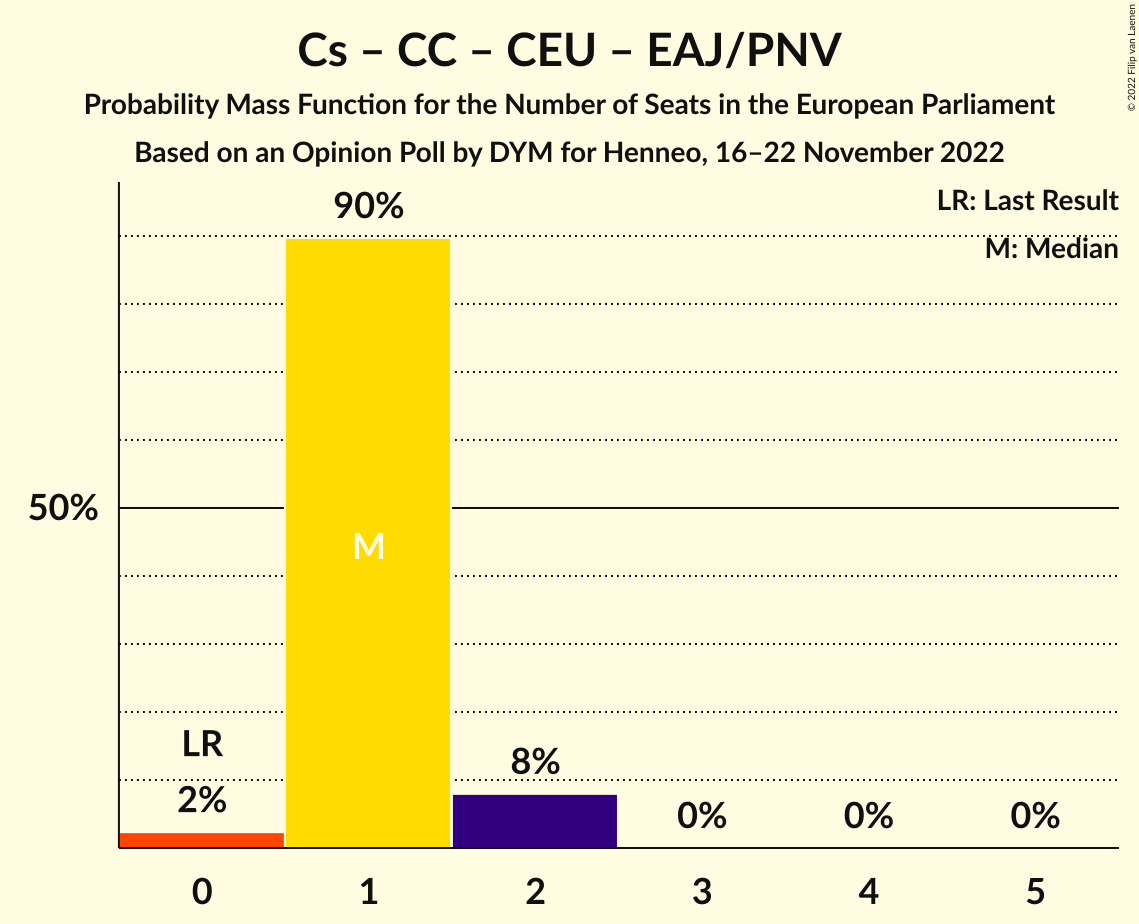 Cs – CC – CEU – EAJ/PNV
Probability Mass Function for the Number of Seats in the European Parliament
Based on an Opinion Poll by DYM for Henneo, 16–22 November 2022
© 2022 Filip van Laenen
LR: Last Result
M: Median
90%
50%
M
LR
2%
8%
0%
0%
0%
0 1 2 3 4 5